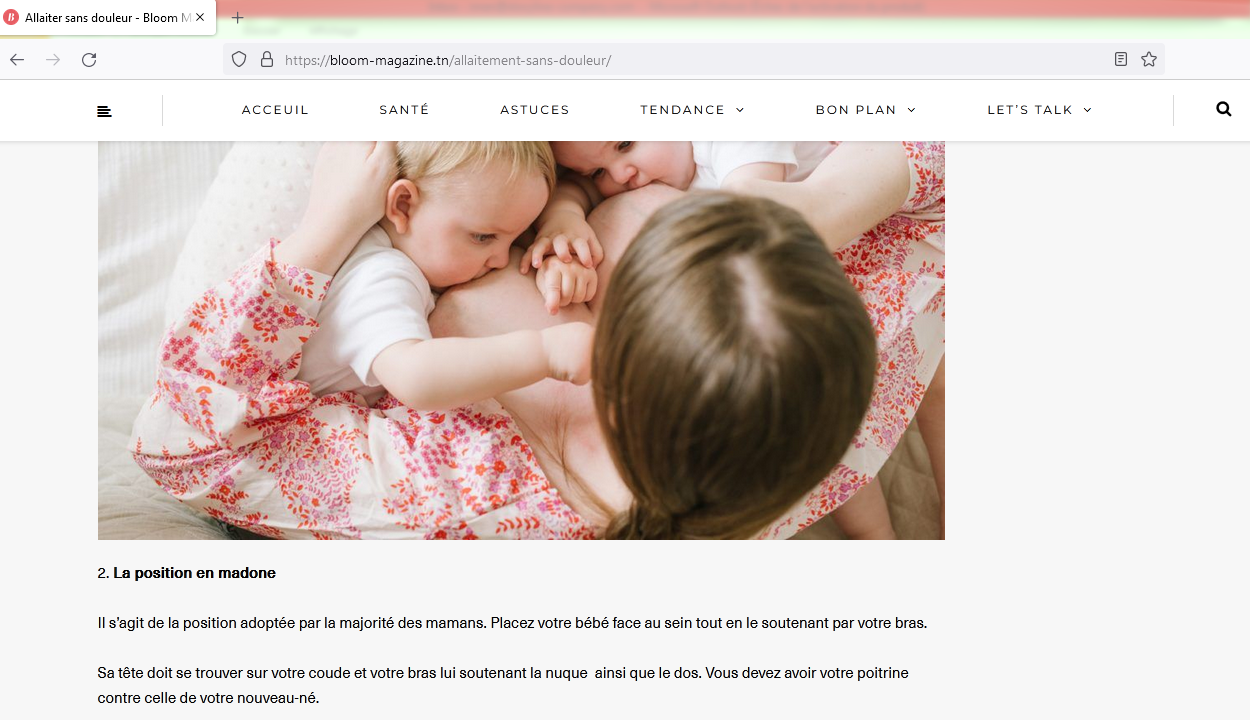 Allaiter sans douleur - Bloom M
https://bloom-magazine.tn/allaitement-sans-douleur/
ACCEUIL SANTÉ ASTUCES TENDANCE BON PLAN LET'S TALK
2. La position en madone
Il s'agit de la position adoptée par la majorité des mamans. Placez votre bébé face au sein tout en le soutenant par votre bras.
Sa tête doit se trouver sur votre coude et votre bras lui soutenant la nuque  ainsi que le dos. Vous devez avoir votre poitrine
contre celle de votre nouveau-né.